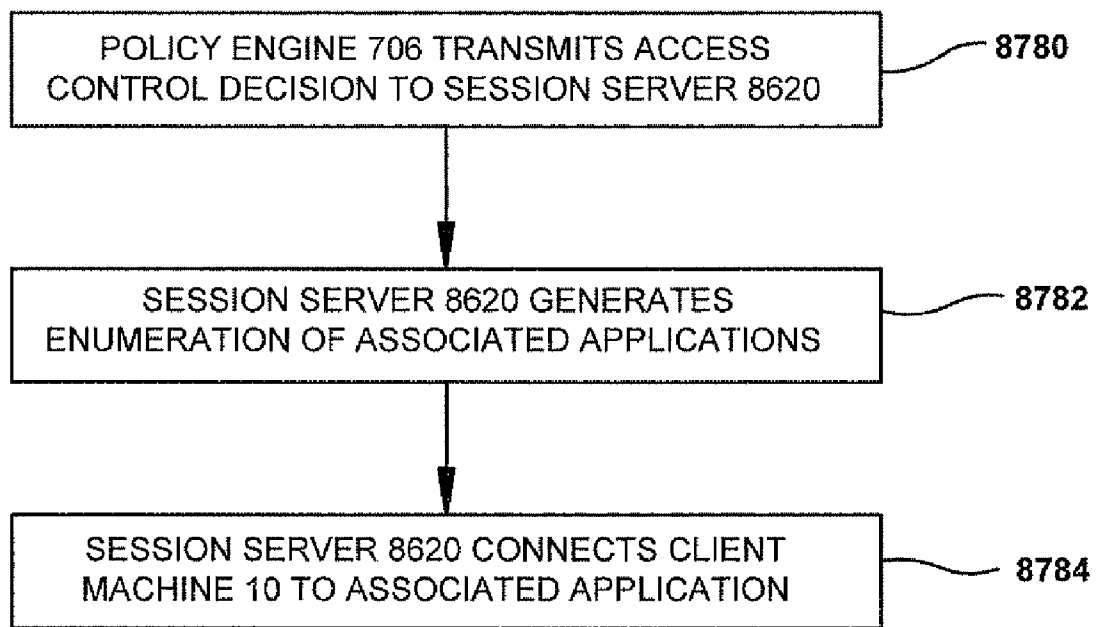 POLICY ENGINE 706 TRANSMITS ACCESS
CONTROL DECISION TO SESSION SERVER 8620
8780
SESSION SERVER 8620 GENERATES
ENUMERATION OF ASSOCIATED APPLICATIONS
8782
SESSION SERVER 8620 CONNECTS CLIENT
MACHINE 10 TO ASSOCIATED APPLICATION
8784